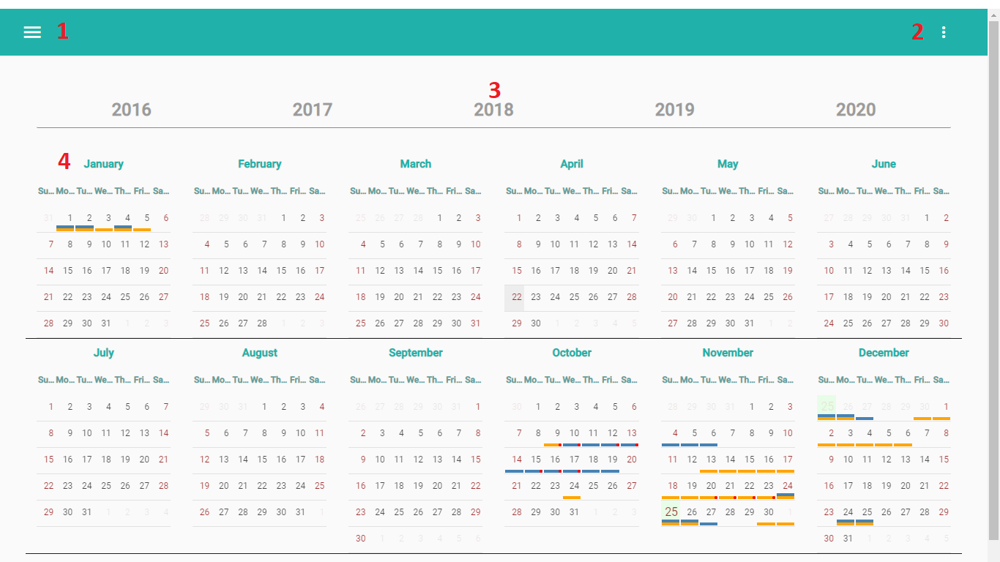 1 2
3
2016 2017 2018 2019 2020
4 January February March April May June
Su... Mo... Tu... We... Th... Fri... Sa... Su... Mo... Tu... We... Th... Fri... Sa... Su... Mo... Tu... We... Th... Fri... Sa... Su... Mo... Tu... We... Th... Fri... Sa... Su... Mo... Tu... We... Th... Fri... Sa... Su... Mo... Tu... We... Th... Fri... Sa...
31 1 2 3 4 5 6 28 29 30 31 1 2 3 25 26 27 28 1 2 3 1 2 3 4 5 6 7 29 30 1 2 3 4 5 27 28 29 30 31 1 2
7 8 9 10 11 12 13 4 5 6 7 8 9 10 4 5 6 7 8 9 10 8 9 10 11 12 13 14 6 7 8 9 10 11 12 3 4 5 6 7 8 9
14 15 16 17 18 19 20 11 12 13 14 15 16 17 11 12 13 14 15 16 17 15 16 17 18 19 20 21 13 14 15 16 17 18 19 10 11 12 13 14 15 16
21 22 23 24 25 26 27 18 19 20 21 22 23 24 18 19 20 21 22 23 24 22 23 24 25 26 27 28 20 21 22 23 24 25 26 17 18 19 20 21 22 23
28 29 30 31 1 2 3 25 26 27 28 1 2 3 25 26 27 28 29 30 31 29 30 1 2 3 4 5 27 28 29 30 31 1 2 24 25 26 27 28 29 30
July August September October November December
Su... Mo... Tu... We... Th... Fri... Sa... Su... Mo... Tu... We... Th... Fri... Sa... Su... Mo... Tu... We... Th... Fri... Sa... Su... Mo... Tu... We... Th... Fri... Sa... Su... Mo... Tu... We... Th... Fri... Sa... Su... Mo... Tu... We... Th... Fri... Sa...
1 2 3 4 5 6 7 29 30 31 1 2 3 4 26 27 28 29 30 31 1 30 1 2 3 4 5 6 28 29 30 31 1 2 3 25 26 27 28 29 30 1
8 9 10 11 12 13 14 5 6 7 8 9 10 11 2 3 4 5 6 7 8 7 8 9 10 11 12 13 4 5 6 7 8 9 10 2 3 4 5 6 7 8
15 16 17 18 19 20 21 12 13 14 15 16 17 18 9 10 11 12 13 14 15 14 15 16 17 18 19 20 11 12 13 14 15 16 17 9 10 11 12 13 14 15
22 23 24 25 26 27 28 19 20 21 22 23 24 25 16 17 18 19 20 21 22 21 22 23 24 25 26 27 18 19 20 21 22 23 24 16 17 18 19 20 21 22
29 30 31 1 2 3 4 26 27 28 29 30 31 1 23 24 25 26 27 28 29 28 29 30 31 1 2 3 25 26 27 28 29 30 1 23 24 25 26 27 28 29
30 1 2 3 4 5 6 30 31 1 2 3 4 5